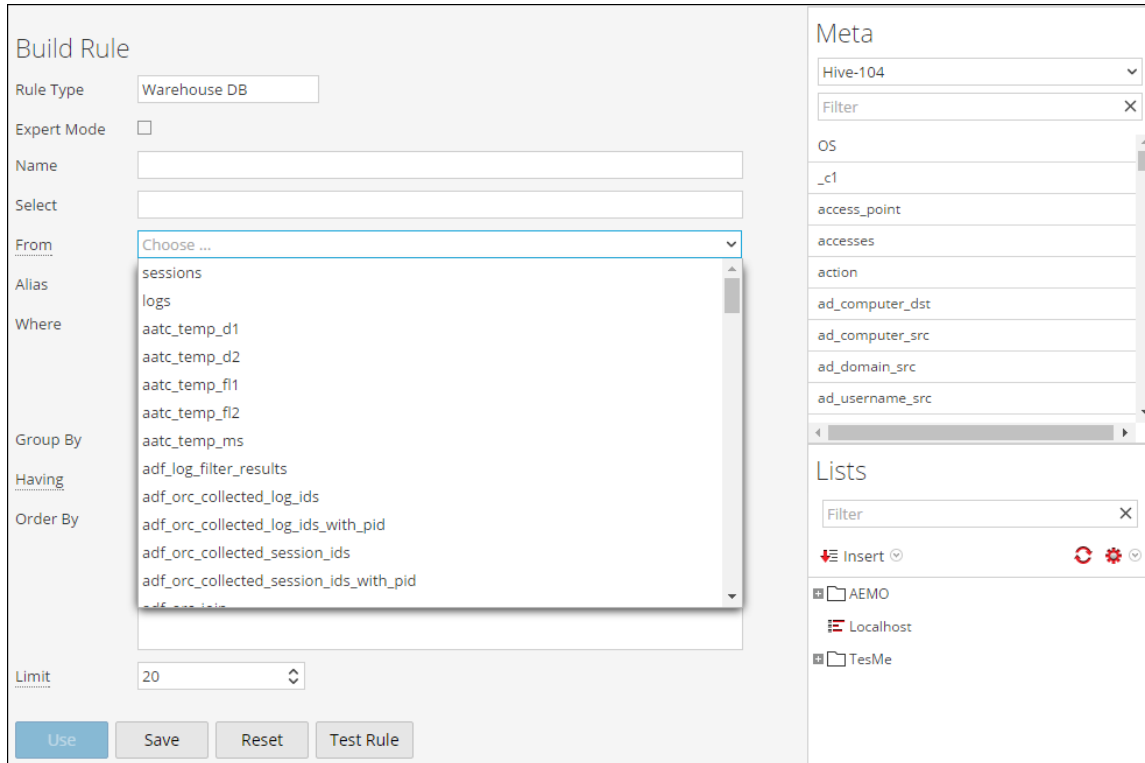 Build Rule
Rule Type Warehouse DB
Expert Mode
Name
Select
From Choose ...
sessions
Alias
logs
Where
aatc_temp_d1
aatc_temp_d2
aatc_temp_fl1
aatc_temp_fl2
Group By
aatc_temp_ms
adf_log_filter_results
Having
adf_orc_collected_log_ids
Order By
adf_orc_collected_log_ids_with_pid
adf_orc_collected_session_ids
adf_orc_collected_session_ids_with_pid
Limit 20
Use Save Reset Test Rule
Meta
Hive-104
Filter
OS
_c1
access_point
accesses
action
ad_computer_dst
ad_computer_src
ad_domain_src
ad_username_src
Lists
Filter
Insert
AEMO
Localhost
TesMe